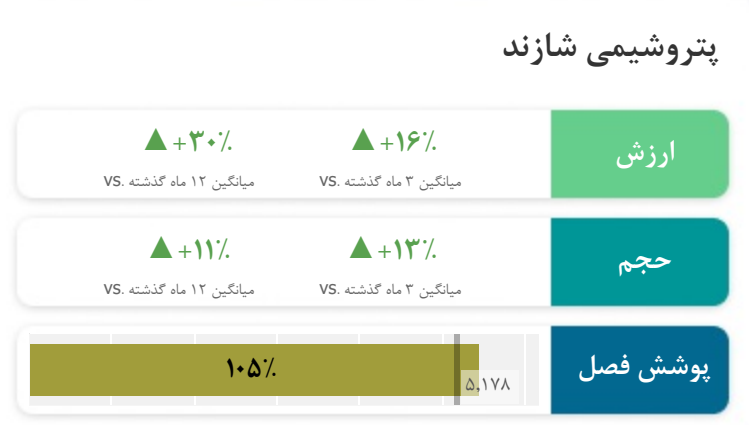 پتروشیمی شازند
ارزش
+۱۶٪ ▲
میانگین ۳ ماه گذشته .VS
+۳۰٪ ▲
میانگین ۱۲ ماه گذشته .VS
حجم
+۱۳٪ ▲
میانگین ۳ ماه گذشته .VS
+۱۱٪ ▲
میانگین ۱۲ ماه گذشته .VS
پوشش فصل
۱۰۵٪
۵,۱۷۸